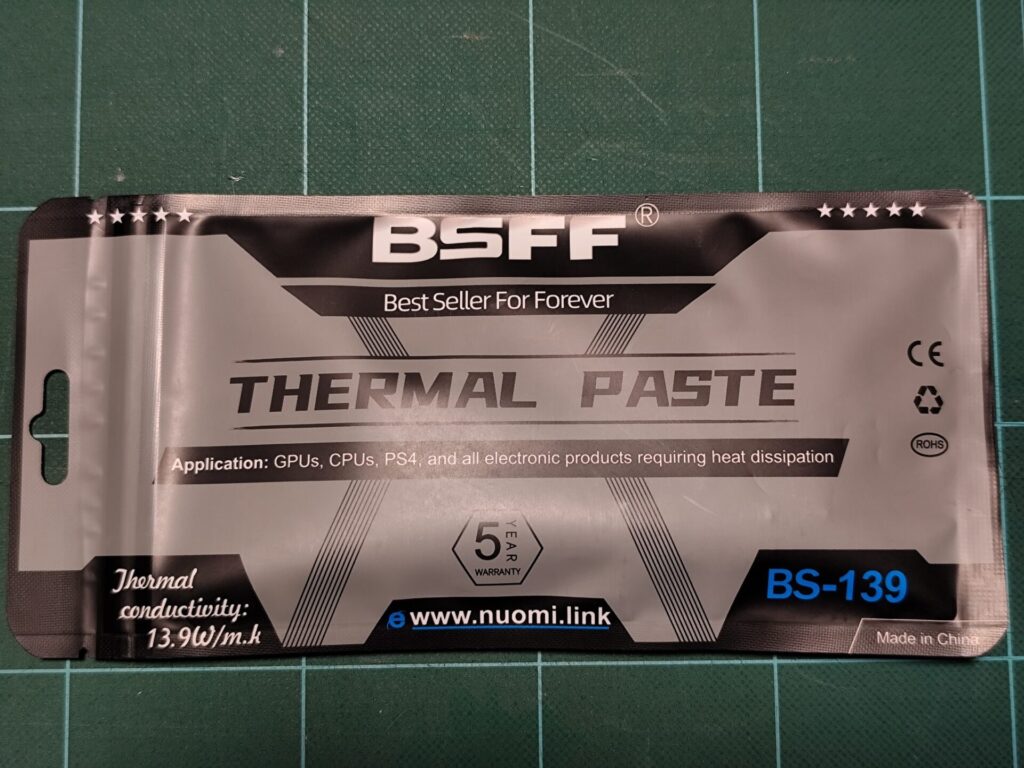 BSFF®
Best Seller For Forever
THERMAL PASTE
CE
ROHS
Application: GPUs, CPUs, PS4, and all electronic products requiring heat dissipation
5 YEAR
WARRANTY
Thermal
conductivity:
13.9W/m.k
www.nuomi.link
BS-139
Made in China